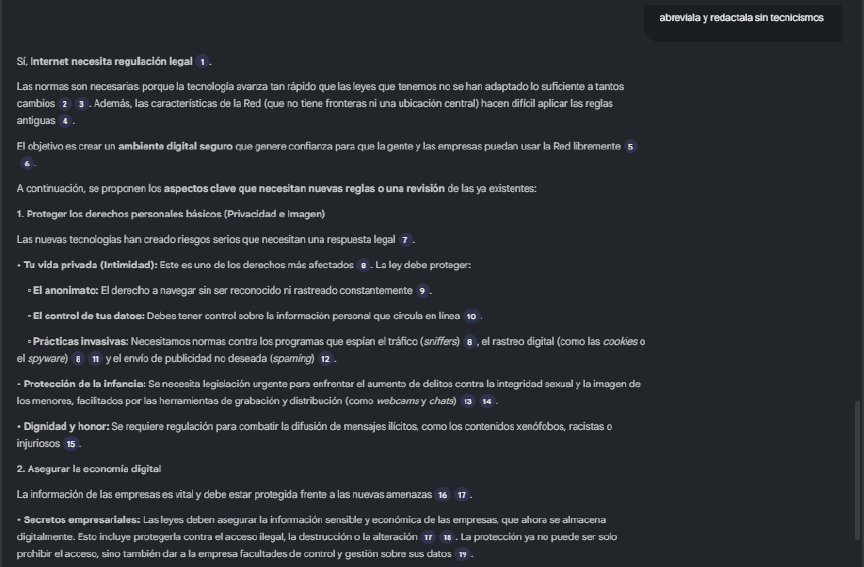 abreviala y redactala sin tecnicismos
Sí, Internet necesita regulación legal 1 .
Las normas son necesarias porque la tecnología avanza tan rápido que las leyes que tenemos no se han adaptado lo suficiente a tantos
cambios 2 3 . Además, las características de la Red (que no tiene fronteras ni una ubicación central) hacen difícil aplicar las reglas
antiguas 4 .
El objetivo es crear un ambiente digital seguro que genere confianza para que la gente y las empresas puedan usar la Red libremente 5
6 .
A continuación, se proponen los aspectos clave que necesitan nuevas reglas o una revisión de las ya existentes:
1. Proteger los derechos personales básicos (Privacidad e Imagen)
Las nuevas tecnologías han creado riesgos serios que necesitan una respuesta legal 7 .
• Tu vida privada (Intimidad): Este es uno de los derechos más afectados 8 . La ley debe proteger:
◦ El anonimato: El derecho a navegar sin ser reconocido ni rastreado constantemente 9 .
◦ El control de tus datos: Debes tener control sobre la información personal que circula en línea 10 .
◦ Prácticas invasivas: Necesitamos normas contra los programas que espían el tráfico (sniffers) 8 , el rastreo digital (como las cookies o
el spyware) 8 11 y el envío de publicidad no deseada (spaming) 12 .
• Protección de la infancia: Se necesita legislación urgente para enfrentar el aumento de delitos contra la integridad sexual y la imagen de
los menores, facilitados por las herramientas de grabación y distribución (como webcams y chats) 13 14 .
• Dignidad y honor: Se requiere regulación para combatir la difusión de mensajes ilícitos, como los contenidos xenófobos, racistas o
injuriosos 15 .
2. Asegurar la economía digital
La información de las empresas es vital y debe estar protegida frente a las nuevas amenazas 16 17 .
• Secretos empresariales: Las leyes deben asegurar la información sensible y económica de las empresas, que ahora se almacena
digitalmente. Esto incluye protegerla contra el acceso ilegal, la destrucción o la alteración 17 18 . La protección ya no puede ser solo
prohibir el acceso, sino también dar a la empresa facultades de control y gestión sobre sus datos 19 .